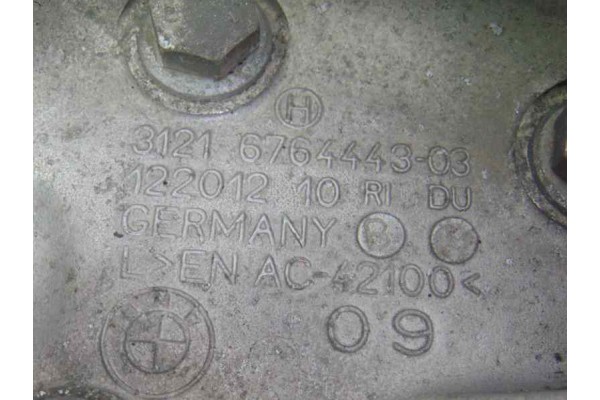 H
3121 6764443-03
122012 10 RI DU
GERMANY B
L>EN AC-42100<
09